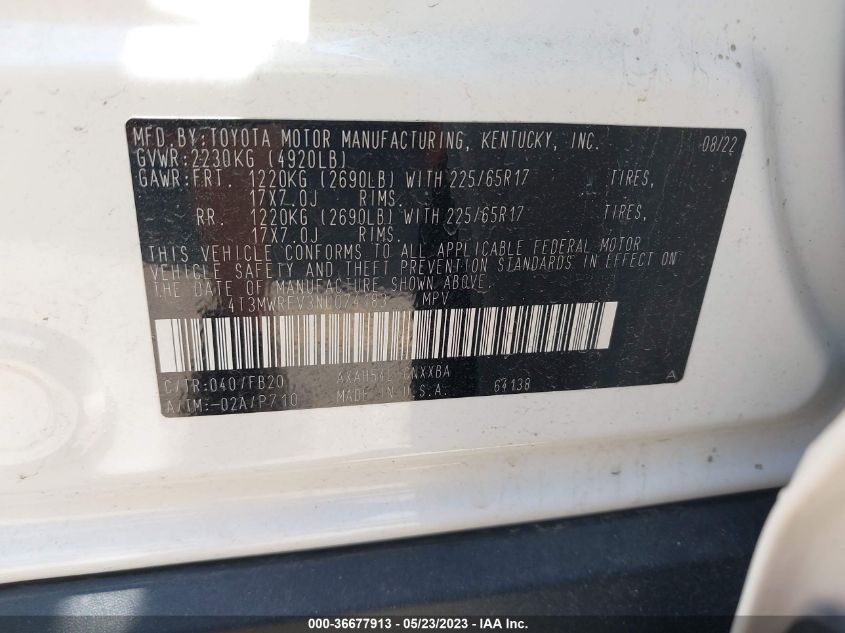 MFD.BY:TOYOTA MOTOR MANUFACTURING, KENTUCKY, INC. 08/22
GVWR:2230KG (4920LB)
GAWR:FRT. 1220KG (2690LB) WITH 225/65R17 TIRES,
17X7.0J RIMS.
RR. 1220KG (2690LB) WITH 225/65R17 TIRES,
17X7.0J RIMS.
THIS VEHICLE CONFORMS TO ALL APPLICABLE FEDERAL MOTOR
VEHICLE SAFETY AND THEFT PREVENTION STANDARDS IN EFFECT ON
THE DATE OF MANUFACTURE SHOWN ABOVE.
MPV
C/TR:040/FB20 A
A/TM:-02A/P710 MADE IN U.S.A. 64138
000-36677913 - 05/23/2023 - © IAA Inc.